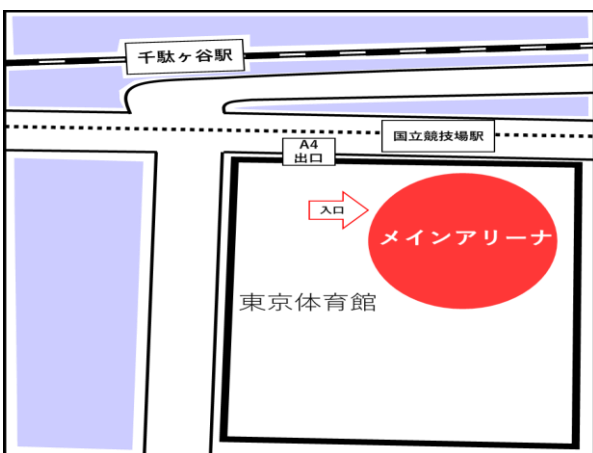 千駄ヶ谷駅
国立競技場駅
A4
出口
入口
メインアリーナ
東京体育館